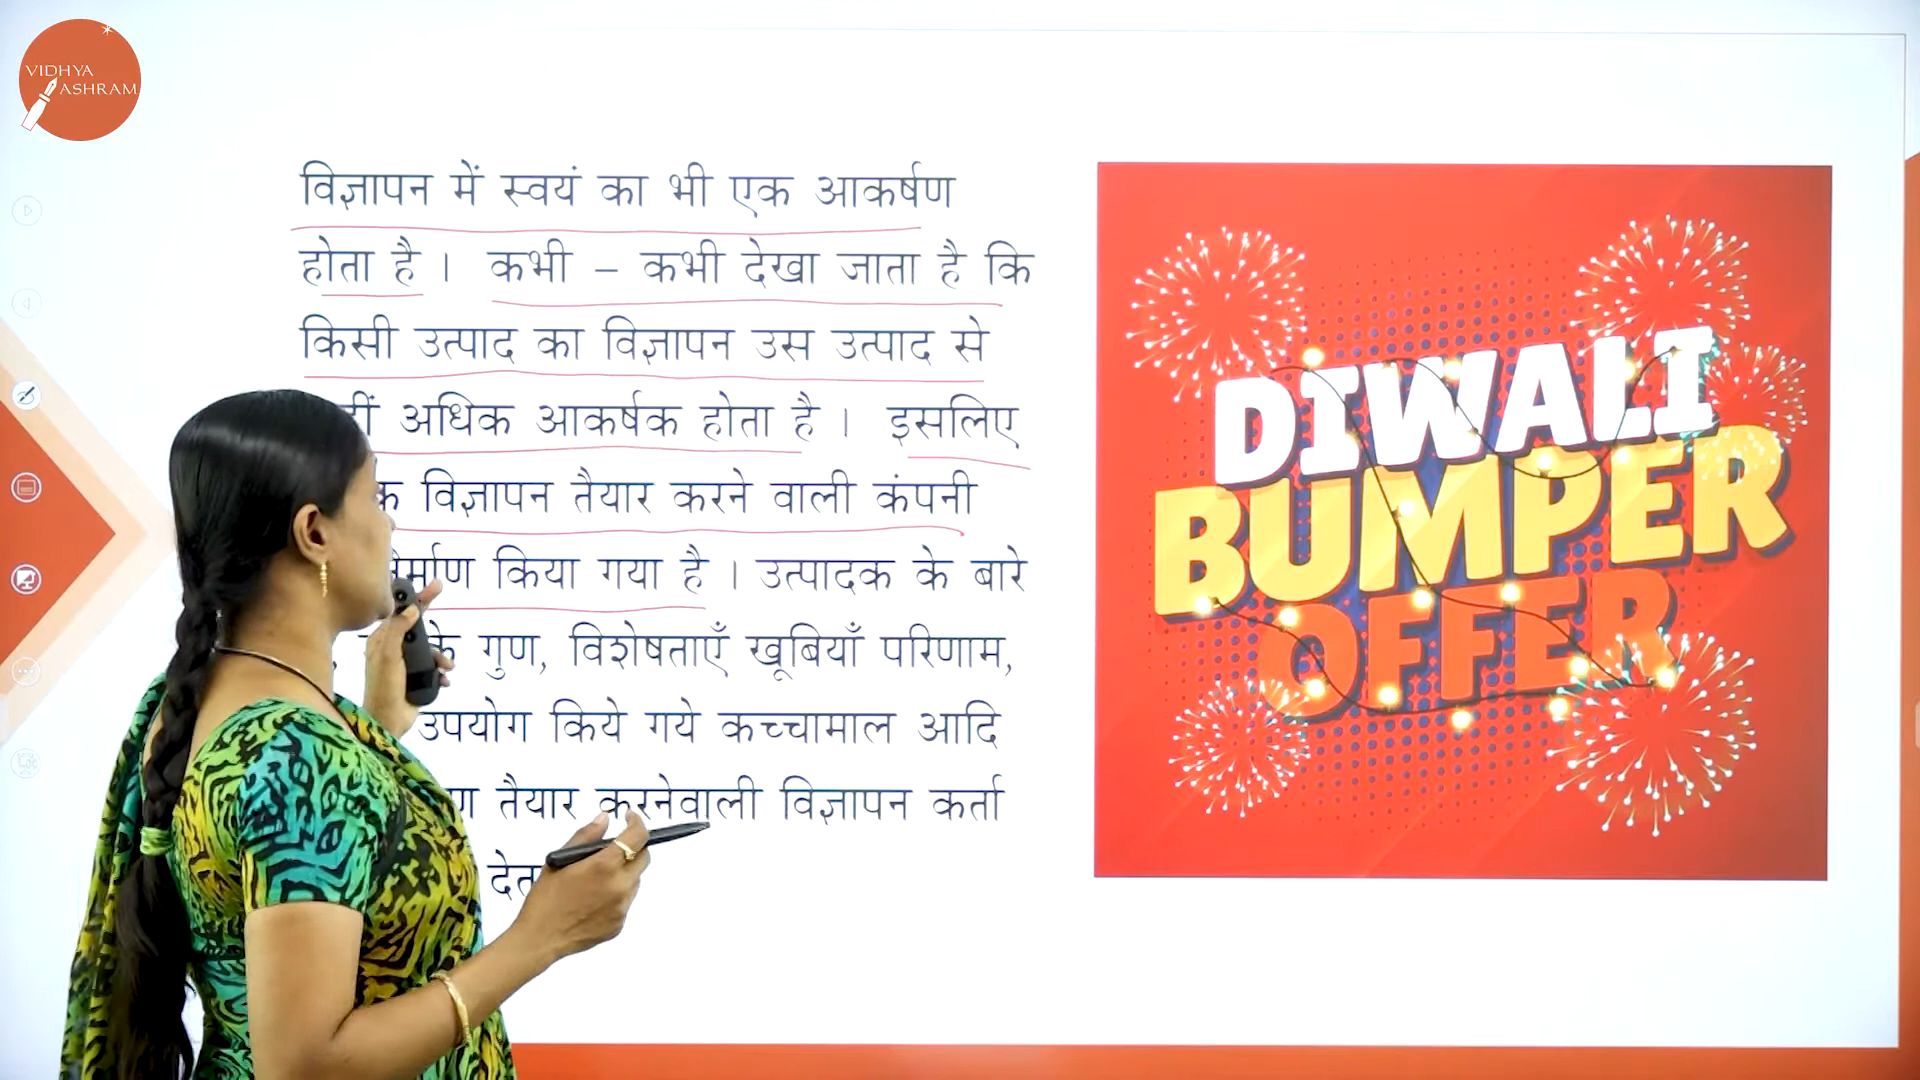 VIDHYA
ASHRAM
विज्ञापन में स्वयं का भी एक आकर्षण
होता है। कभी – कभी देखा जाता है कि
किसी उत्पाद का विज्ञापन उस उत्पाद से
अधिक आकर्षक होता है। इसलिए
विज्ञापन तैयार करने वाली कंपनी
किया गया है। उत्पादक के बारे
गुण, विशेषताएँ खूबियाँ परिणाम,
उपयोग किये गये कच्चामाल आदि
तैयार करनेवाली विज्ञापन कर्ता
DIWALI
BUMPER
OFFER